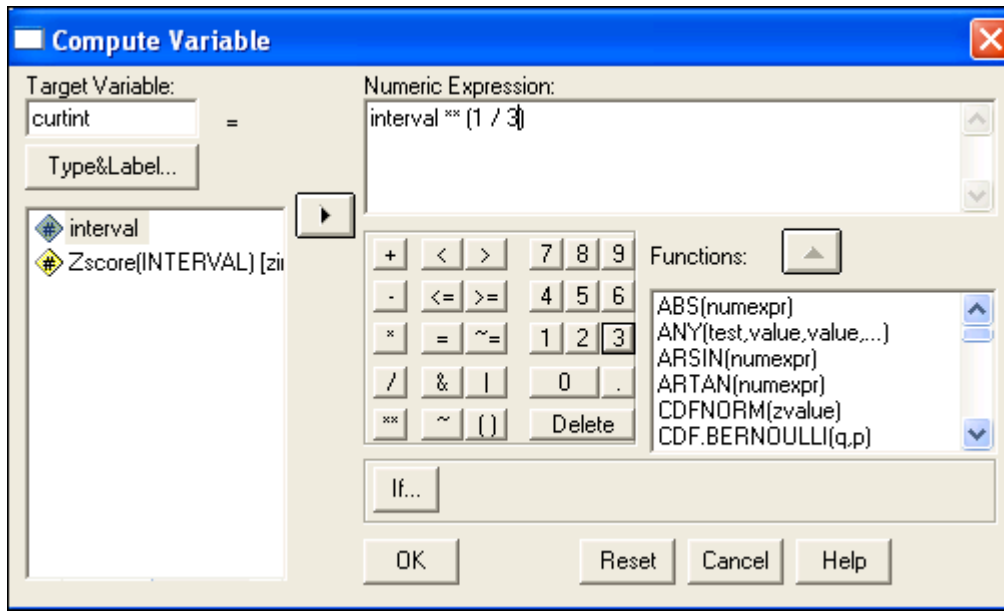 Compute Variable
Target Variable:
curtint
=
Type&Label...
Numeric Expression:
interval ** (1 / 3)
interval
Zscore(INTERVAL) [zi
+ < > 7 8 9
- <= >= 4 5 6
* = ~= 1 2 3
/ & | 0 .
** ~ () Delete
Functions:
ABS(numexpr)
ANY(test,value,value,...)
ARSIN(numexpr)
ARTAN(numexpr)
CDFNORM(zvalue)
CDF.BERNOULLI(q,p)
If...
OK Reset Cancel Help